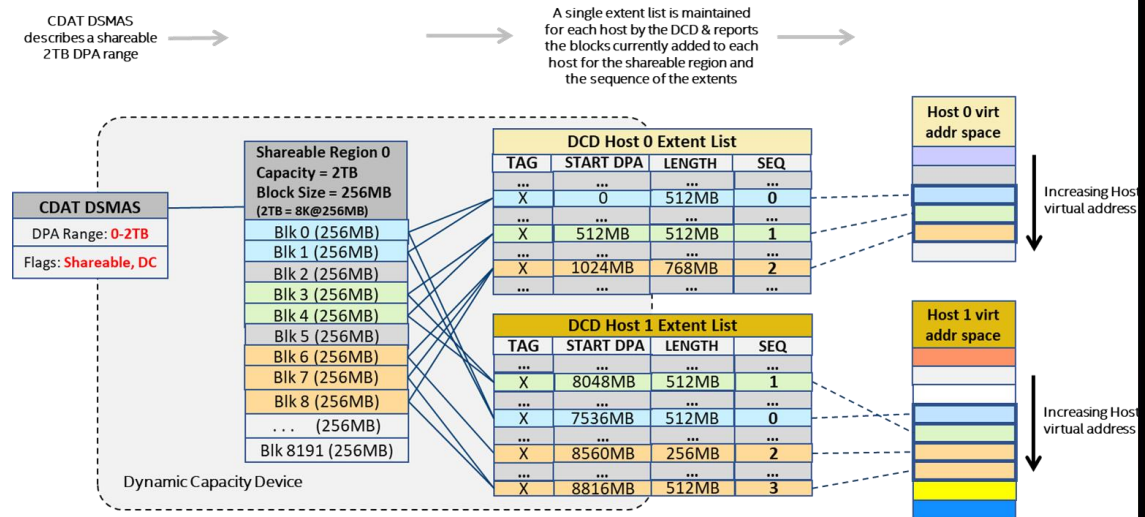 CDAT DSMAS
describes a shareable
2TB DPA range
A single extent list is maintained
for each host by the DCD & reports
the blocks currently added to each
host for the shareable region and
the sequence of the extents
CDAT DSMAS
DPA Range: 0-2TB
Flags: Shareable, DC
Shareable Region 0
Capacity = 2TB
Block Size = 256MB
(2TB = 8K@256MB)
Blk 0 (256MB)
Blk 1 (256MB)
Blk 2 (256MB)
Blk 3 (256MB)
Blk 4 (256MB)
Blk 5 (256MB)
Blk 6 (256MB)
Blk 7 (256MB)
Blk 8 (256MB)
. . . (256MB)
Blk 8191 (256MB)
Dynamic Capacity Device
DCD Host 0 Extent List
TAG START DPA LENGTH SEQ
... ... ... ...
X 0 512MB 0
... ... ... ...
X 512MB 512MB 1
... ... ... ...
X 1024MB 768MB 2
... ... ... ...
DCD Host 1 Extent List
TAG START DPA LENGTH SEQ
... ... ... ...
X 8048MB 512MB 1
... ... ... ...
X 7536MB 512MB 0
... ... ... ...
X 8560MB 256MB 2
... ... ... ...
X 8816MB 512MB 3
Host 0 virt
addr space
Increasing Host
virtual address
Host 1 virt
addr space
Increasing Host
virtual address